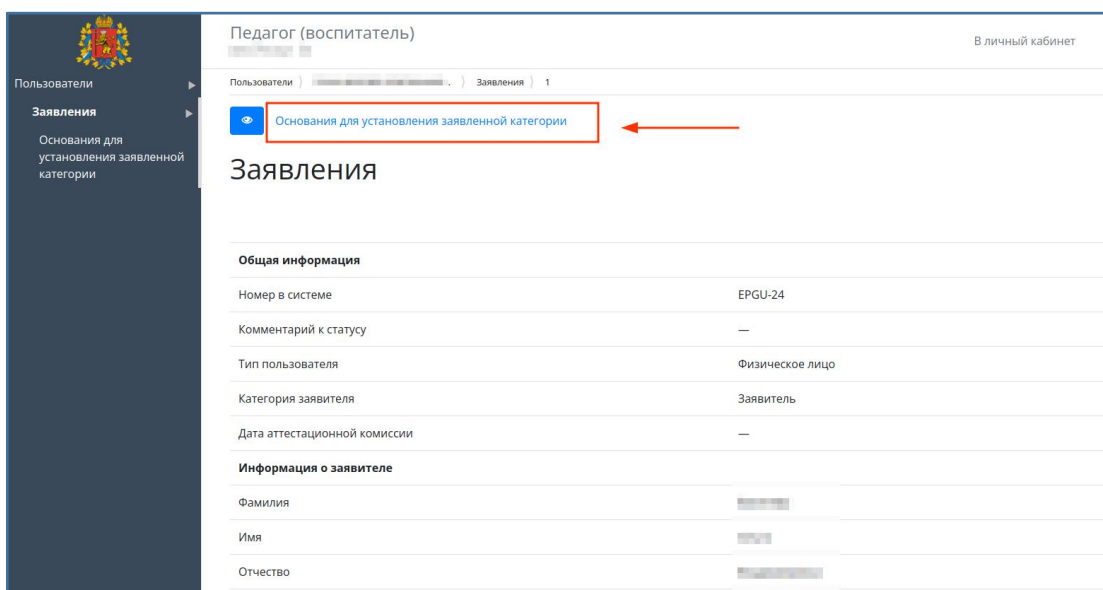 Педагог (воспитатель)
В личный кабинет
Пользователи
Заявления
Основания для
установления заявленной
категории
Пользователи ) . ) Заявления ) 1
Основания для установления заявленной категории
Заявления
Общая информация
Номер в системе EPGU-24
Комментарий к статусу —
Тип пользователя Физическое лицо
Категория заявителя Заявитель
Дата аттестационной комиссии —
Информация о заявителе
Фамилия
Имя
Отчество